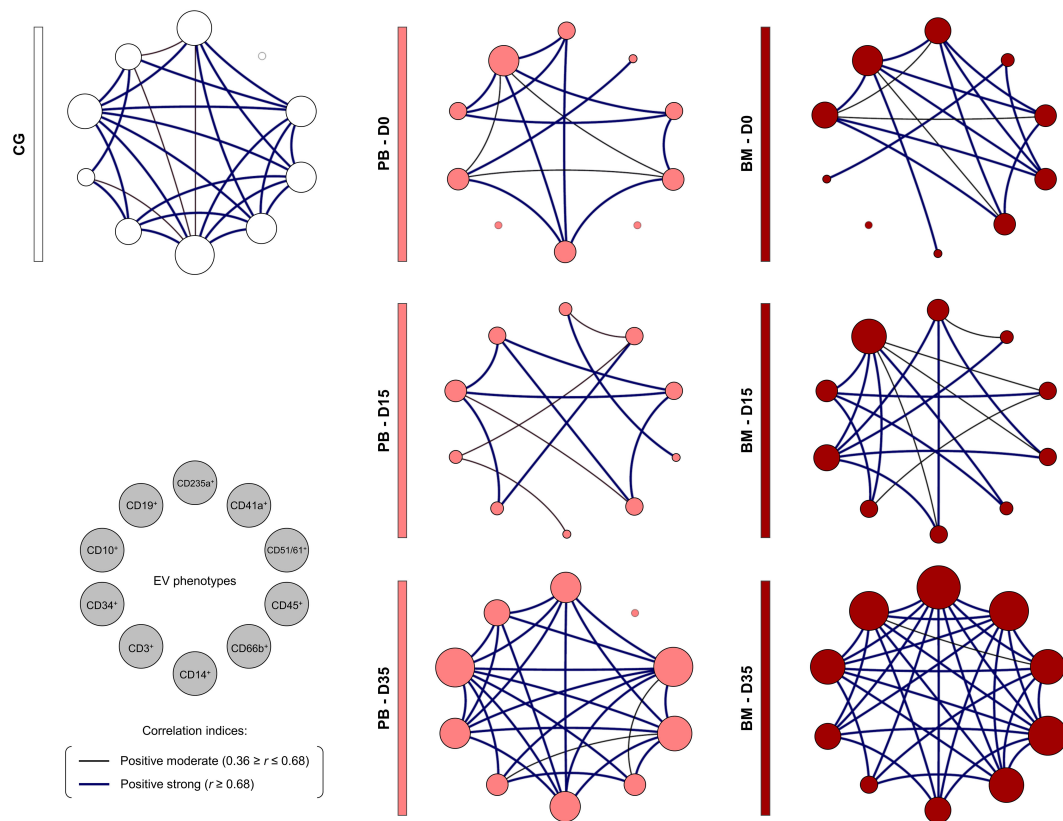 CG
PB - D0
BM - D0
PB - D15
BM - D15
CD235a⁺
CD19⁺
CD41a⁺
CD10⁺
CD51/61⁺
EV phenotypes
CD34⁺
CD45⁺
CD3⁺
CD66b⁺
CD14⁺
PB - D35
BM - D35
Correlation indices:
Positive moderate (0.36 ≥ r ≤ 0.68)
Positive strong (r ≥ 0.68)